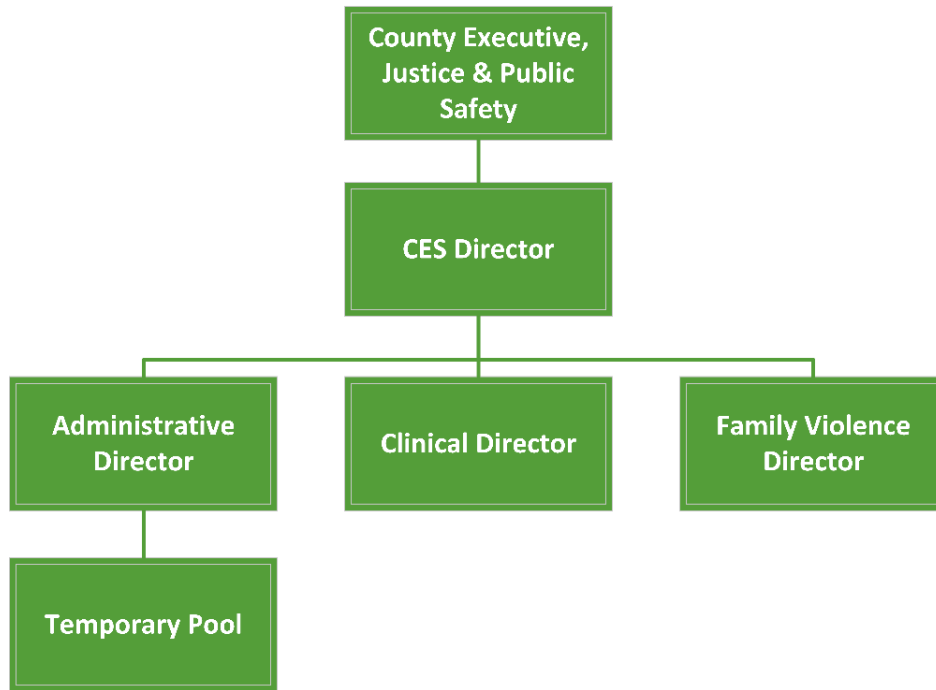 County Executive,
Justice & Public
Safety
CES Director
Administrative
Director
Clinical Director
Family Violence
Director
Temporary Pool